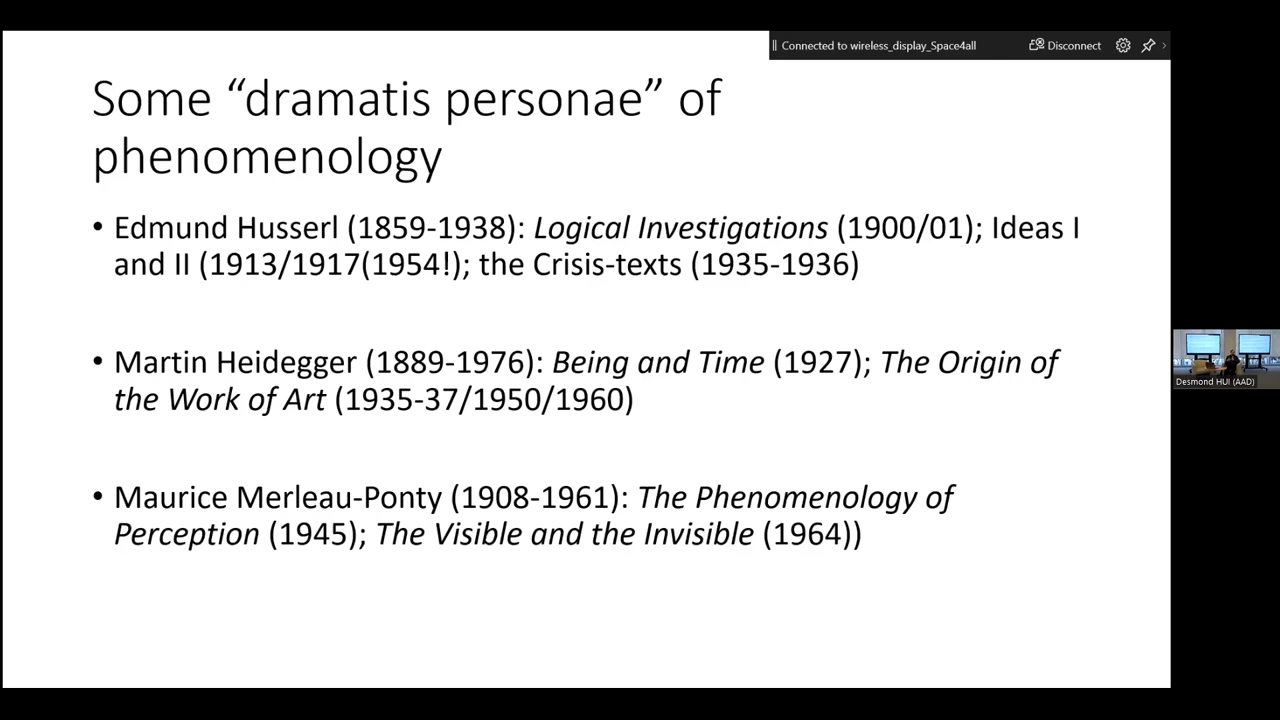 Connected to wireless_display_Space4all
Disconnect
Some “dramatis personae” of
phenomenology
• Edmund Husserl (1859-1938): Logical Investigations (1900/01); Ideas I
and II (1913/1917(1954!); the Crisis-texts (1935-1936)
• Martin Heidegger (1889-1976): Being and Time (1927); The Origin of
the Work of Art (1935-37/1950/1960)
• Maurice Merleau-Ponty (1908-1961): The Phenomenology of
Perception (1945); The Visible and the Invisible (1964))
Desmond HUI (AAD)